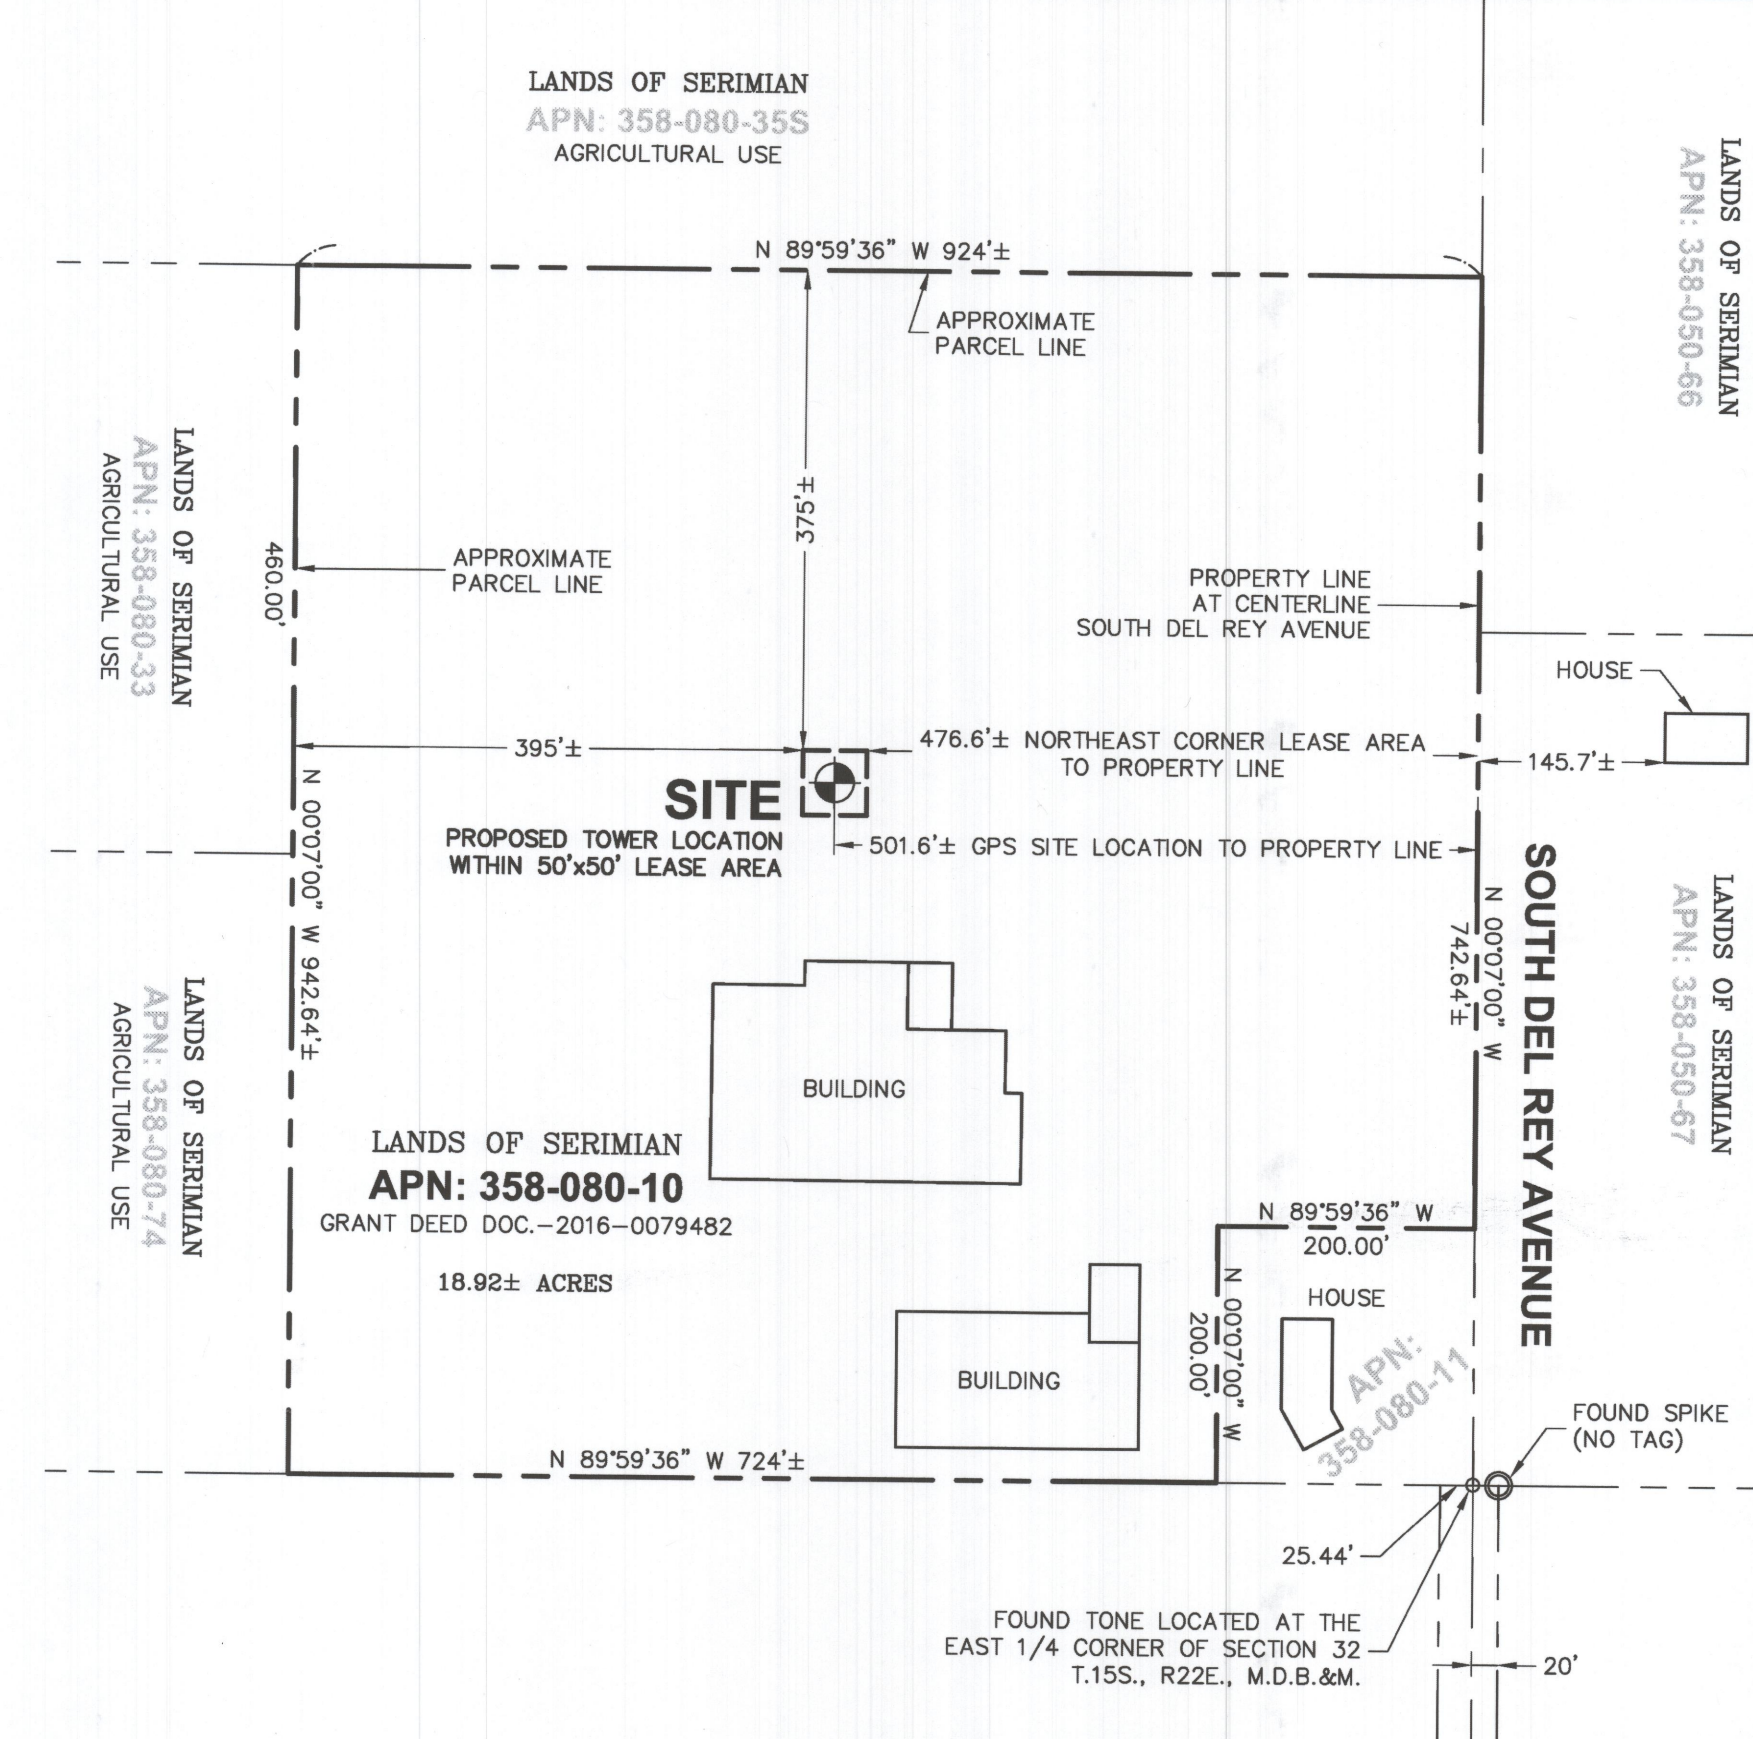 LANDS OF SERIMIAN
APN: 358-080-35S
AGRICULTURAL USE
LANDS OF SERIMIAN
APN: 358-050-66
N 89°59'36" W 924'±
APPROXIMATE
PARCEL LINE
375'±
LANDS OF SERIMIAN
APN: 358-080-33
AGRICULTURAL USE
460.00'
APPROXIMATE
PARCEL LINE
PROPERTY LINE
AT CENTERLINE
SOUTH DEL REY AVENUE
HOUSE
395'±
476.6'± NORTHEAST CORNER LEASE AREA
TO PROPERTY LINE
145.7'±
SITE
PROPOSED TOWER LOCATION
WITHIN 50'x50' LEASE AREA
501.6'± GPS SITE LOCATION TO PROPERTY LINE
N 00°07'00" W 942.64'±
N 00°07'00" W
742.64'±
SOUTH DEL REY AVENUE
LANDS OF SERIMIAN
APN: 358-050-67
LANDS OF SERIMIAN
APN: 358-080-74
AGRICULTURAL USE
BUILDING
LANDS OF SERIMIAN
APN: 358-080-10
GRANT DEED DOC.-2016-0079482
18.92± ACRES
N 89°59'36" W
200.00'
N 00°07'00" W
200.00'
HOUSE
APN:
358-080-11
BUILDING
N 89°59'36" W 724'±
FOUND SPIKE
(NO TAG)
25.44'
FOUND TONE LOCATED AT THE
EAST 1/4 CORNER OF SECTION 32
T.15S., R22E., M.D.B.&M.
20'